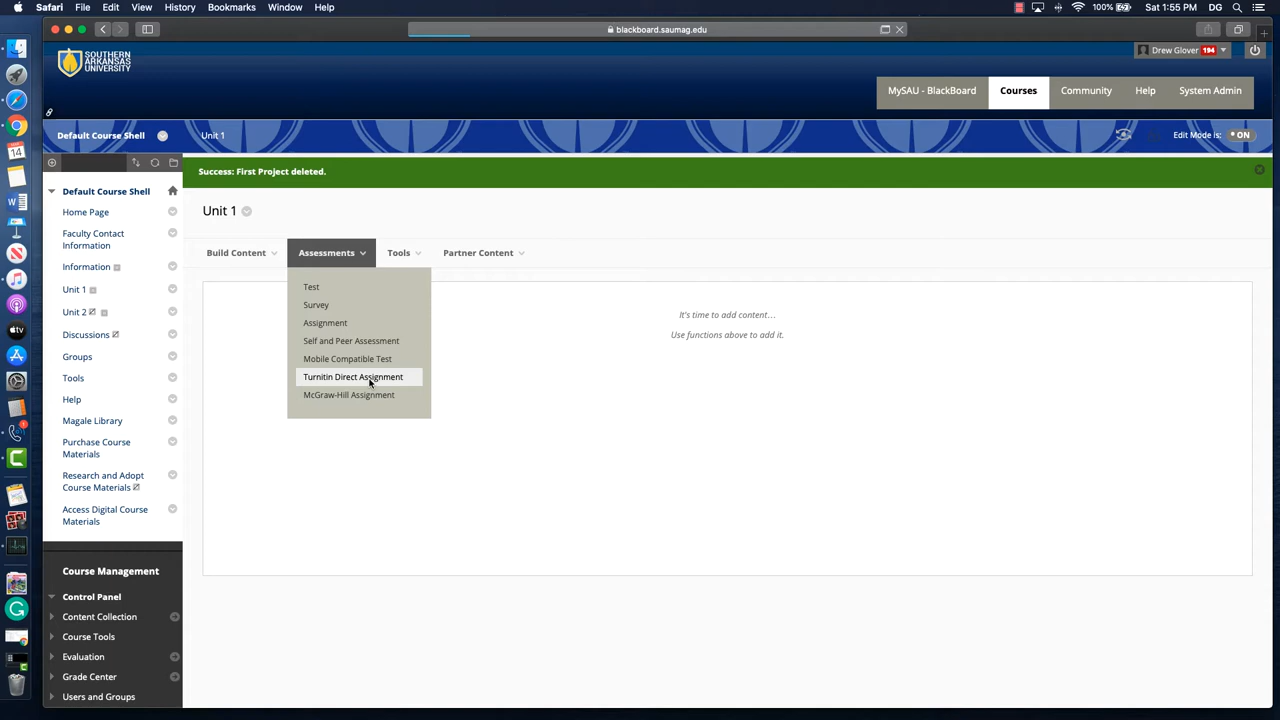 Safari File Edit View History Bookmarks Window Help
100% Sat 1:55 PM DG
blackboard.saumag.edu
SOUTHERN
ARKANSAS
UNIVERSITY
Drew Glover 194
MySAU - BlackBoard Courses Community Help System Admin
Default Course Shell Unit 1 Edit Mode is: ON
Success: First Project deleted.
Default Course Shell
Home Page
Faculty Contact
Information
Information
Unit 1
Unit 2
Discussions
Groups
Tools
Help
Magale Library
Purchase Course
Materials
Research and Adopt
Course Materials
Access Digital Course
Materials
Course Management
Control Panel
Content Collection
Course Tools
Evaluation
Grade Center
Users and Groups
Unit 1
Build Content Assessments Tools Partner Content
Test
Survey
Assignment
Self and Peer Assessment
Mobile Compatible Test
Turnitin Direct Assignment
McGraw-Hill Assignment
It's time to add content...
Use functions above to add it.
14